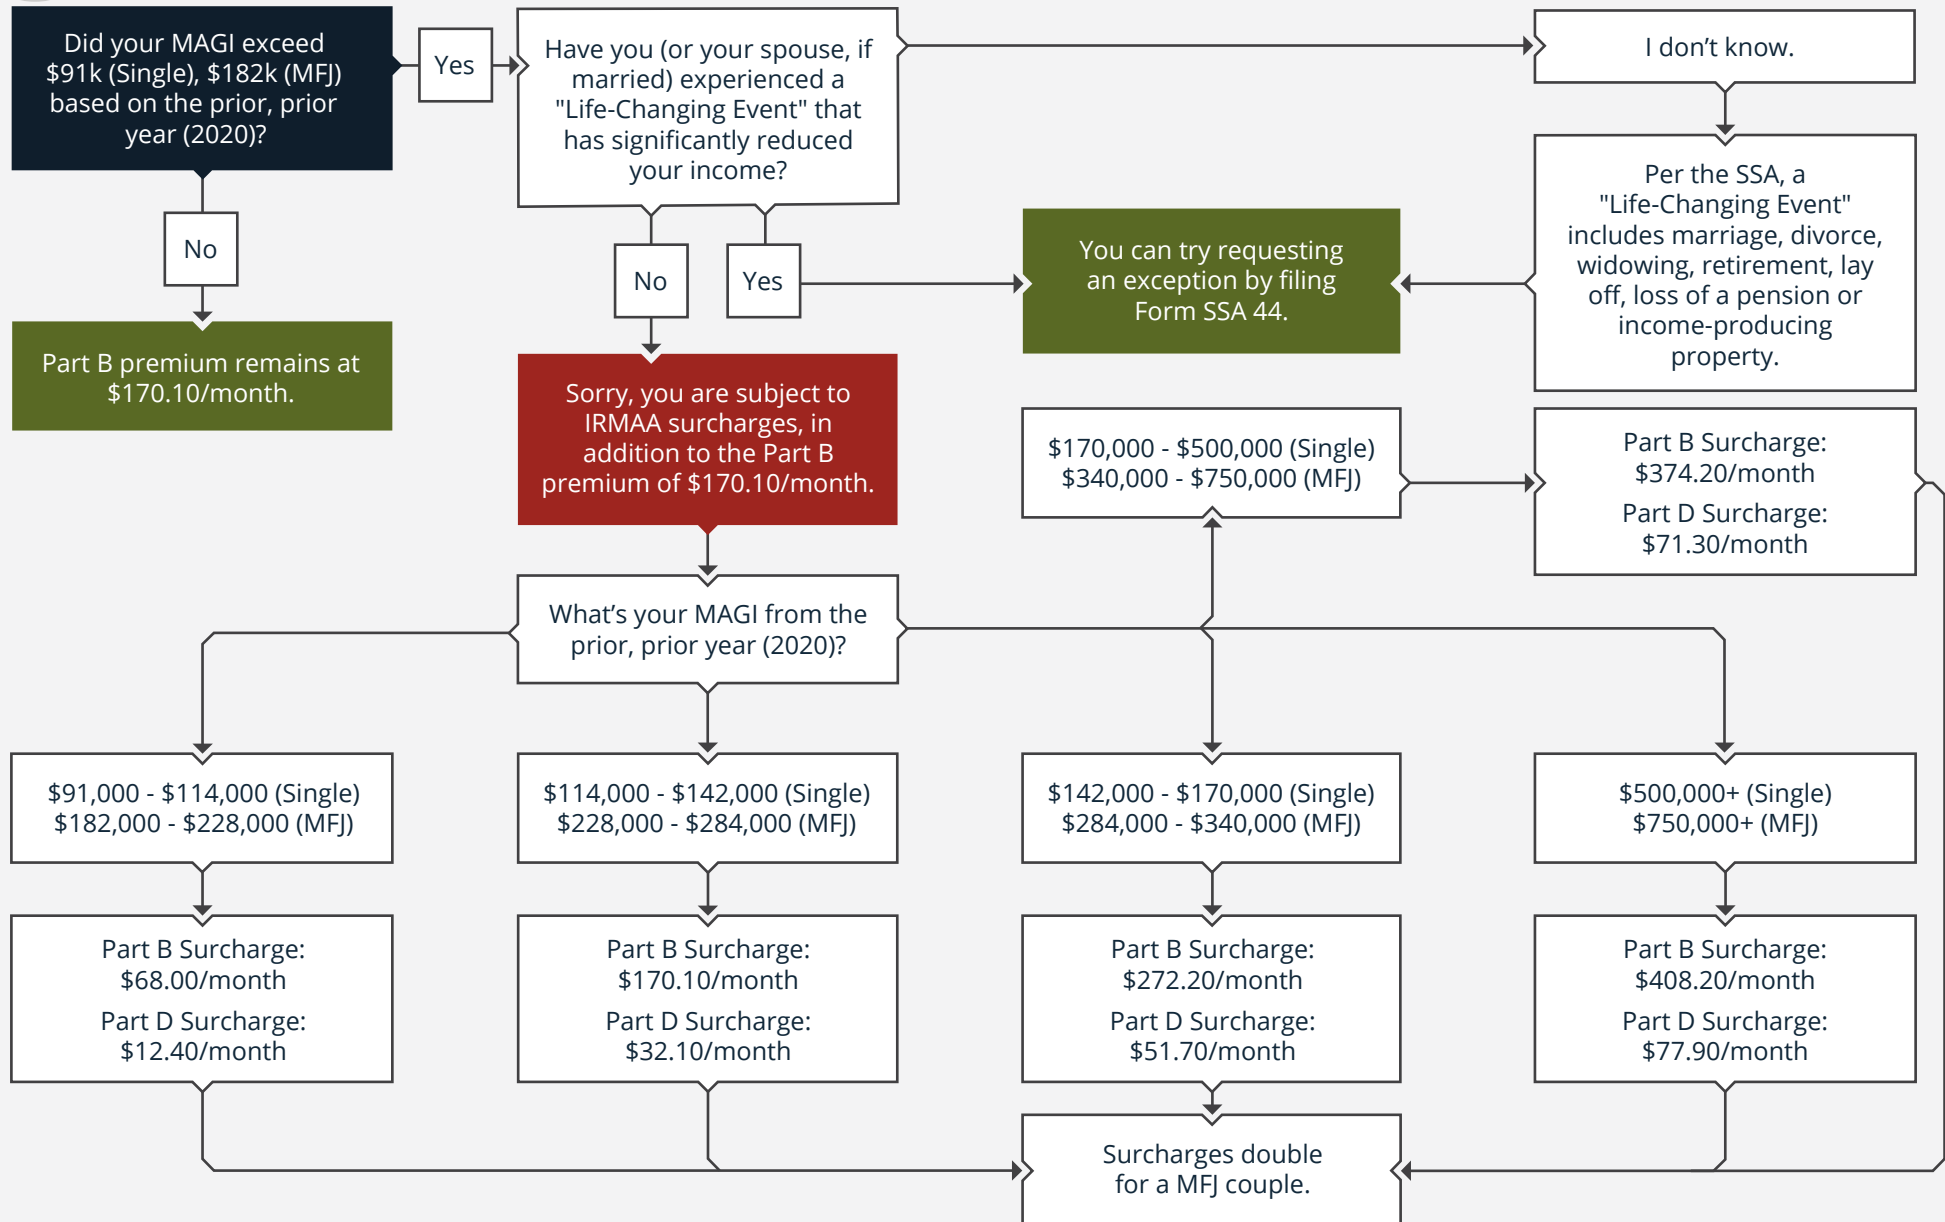 Did your MAGI exceed
$91k (Single), $182k (MFJ)
based on the prior, prior
year (2020)?
Yes
Have you (or your spouse, if
married) experienced a
"Life-Changing Event" that
has significantly reduced
your income?
I don’t know.
Per the SSA, a
"Life-Changing Event"
includes marriage, divorce,
widowing, retirement, lay
off, loss of a pension or
income-producing
property.
No
Part B premium remains at
$170.10/month.
No
Yes
You can try requesting
an exception by filing
Form SSA 44.
Sorry, you are subject to
IRMAA surcharges, in
addition to the Part B
premium of $170.10/month.
$170,000 - $500,000 (Single)
$340,000 - $750,000 (MFJ)
Part B Surcharge:
$374.20/month
Part D Surcharge:
$71.30/month
What’s your MAGI from the
prior, prior year (2020)?
$91,000 - $114,000 (Single)
$182,000 - $228,000 (MFJ)
$114,000 - $142,000 (Single)
$228,000 - $284,000 (MFJ)
$142,000 - $170,000 (Single)
$284,000 - $340,000 (MFJ)
$500,000+ (Single)
$750,000+ (MFJ)
Part B Surcharge:
$68.00/month
Part D Surcharge:
$12.40/month
Part B Surcharge:
$170.10/month
Part D Surcharge:
$32.10/month
Part B Surcharge:
$272.20/month
Part D Surcharge:
$51.70/month
Part B Surcharge:
$408.20/month
Part D Surcharge:
$77.90/month
Surcharges double
for a MFJ couple.